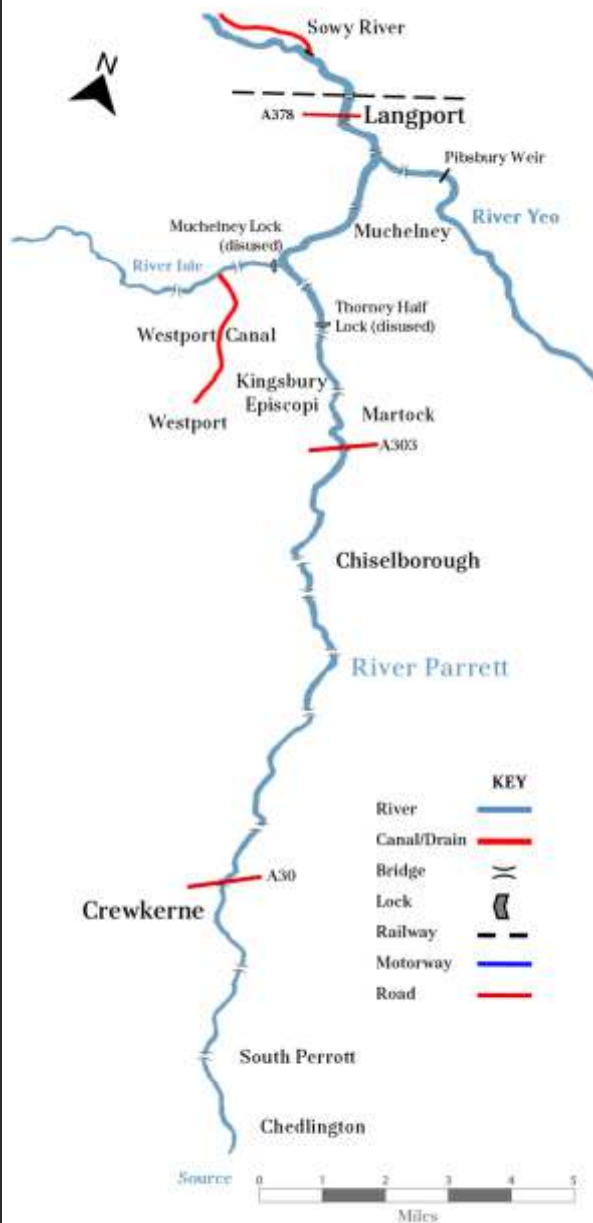 Sowy River
N
A378
Langport
Pibsbury Weir
River Yeo
Muchelney Lock
(disused)
Muchelney
River Isle
Thorney Half
Lock (disused)
Westport Canal
Kingsbury
Episcopi
Martock
Westport
A303
Chiselborough
River Parrett
KEY
River
Canal/Drain
Bridge
Lock
Railway
Motorway
Road
A30
Crewkerne
South Perrott
Chedlington
Source
0 1 2 3 4 5
Miles